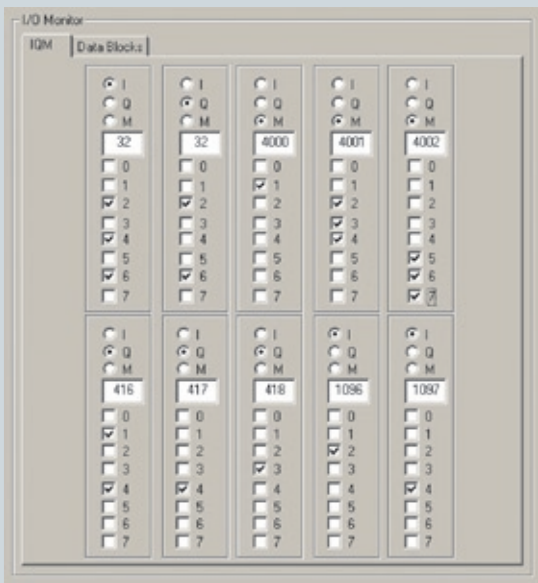 I/O Monitor
IQM Data Blocks
I I I I I
Q Q Q Q Q
M M M M M
32 32 4000 4001 4002
0 0 0 0 0
1 1 1 1 1
2 2 2 2 2
3 3 3 3 3
4 4 4 4 4
5 5 5 5 5
6 6 6 6 6
7 7 7 7 7
I I I I I
Q Q Q Q Q
M M M M M
416 417 418 1096 1097
0 0 0 0 0
1 1 1 1 1
2 2 2 2 2
3 3 3 3 3
4 4 4 4 4
5 5 5 5 5
6 6 6 6 6
7 7 7 7 7